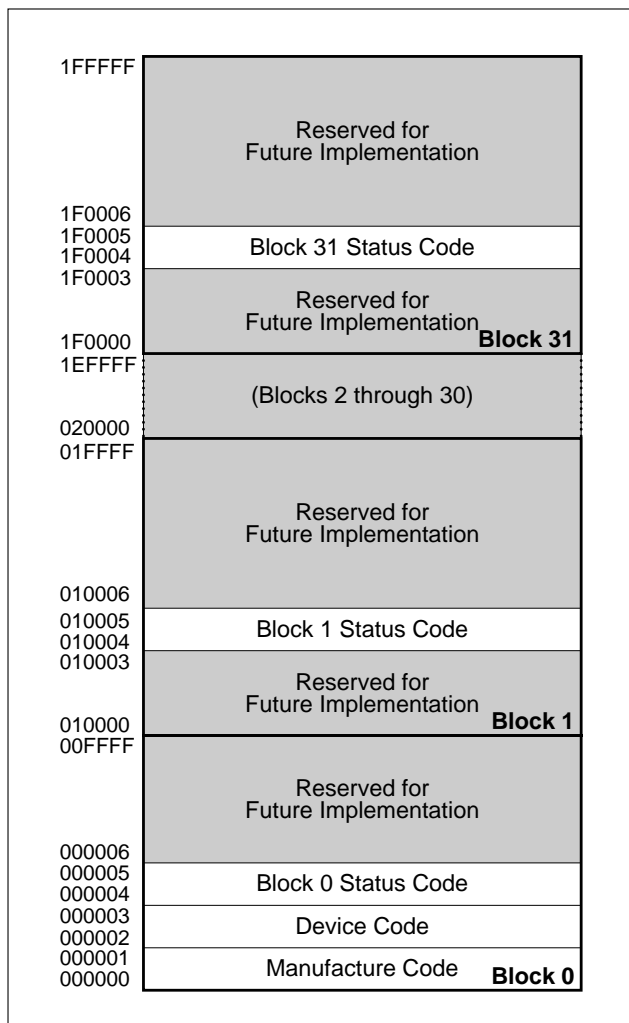 1FFFFF
Reserved for
Future Implementation
1F0006
1F0005
Block 31 Status Code
1F0004
1F0003
Reserved for
Future Implementation
Block 31
1F0000
1EFFFF
(Blocks 2 through 30)
020000
01FFFF
Reserved for
Future Implementation
010006
010005
Block 1 Status Code
010004
010003
Reserved for
Future Implementation
Block 1
010000
00FFFF
Reserved for
Future Implementation
000006
000005
Block 0 Status Code
000004
000003
Device Code
000002
000001
Manufacture Code
Block 0
000000